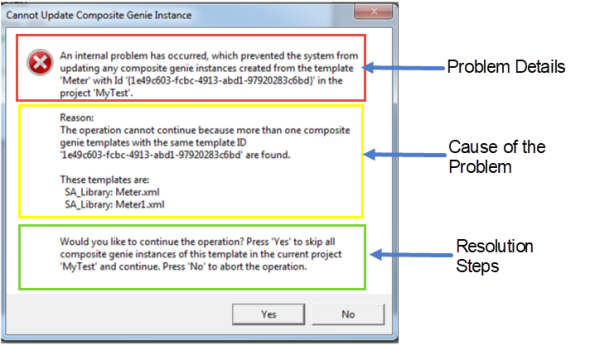 Cannot Update Composite Genie Instance
An internal problem has occurred, which prevented the system from
updating any composite genie instances created from the template
'Meter' with Id '{1e49c603-fcbc-4913-abd1-97920283c6bd}' in the
project 'MyTest'.
Problem Details
Reason:
The operation cannot continue because more than one composite
genie templates with the same template ID
'1e49c603-fcbc-4913-abd1-97920283c6bd' are found.
These templates are:
SA_Library: Meter.xml
SA_Library: Meter1.xml
Cause of the
Problem
Would you like to continue the operation? Press 'Yes' to skip all
composite genie instances of this template in the current project
'MyTest' and continue. Press 'No' to abort the operation.
Resolution
Steps
Yes
No